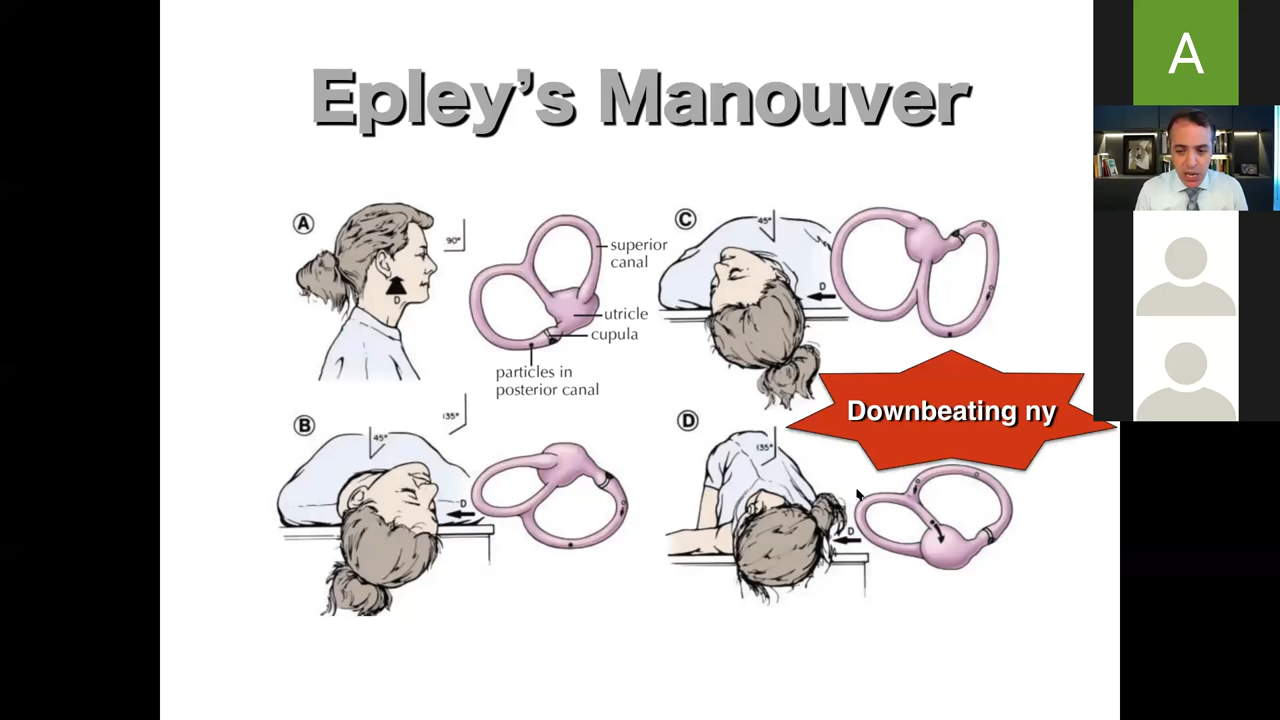 Epley's Manouver
A
90°
D
superior
canal
utricle
cupula
particles in
posterior canal
C
45°
D
B
45°
135°
D
D
135°
D
Downbeating ny
A